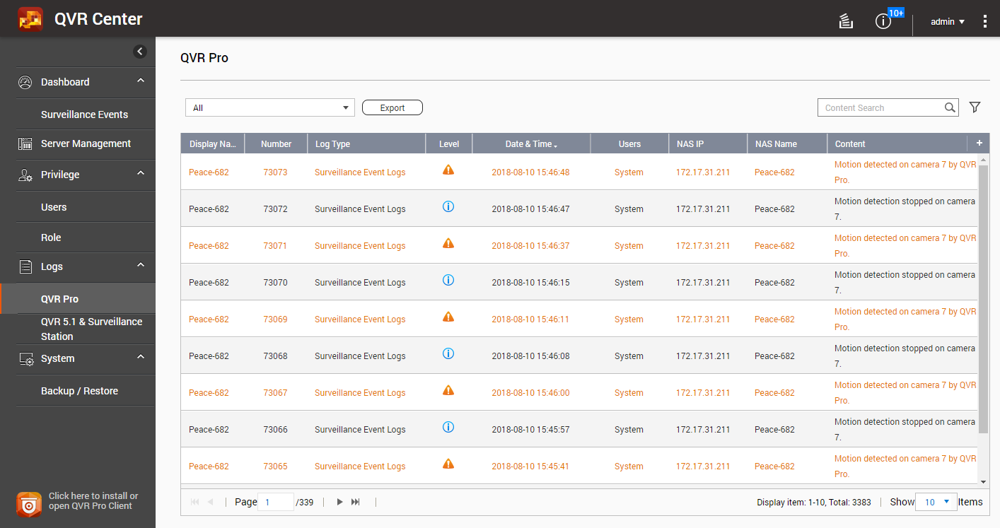 QVR Center
10+
admin
Dashboard
Surveillance Events
Server Management
Privilege
Users
Role
Logs
QVR Pro
QVR 5.1 & Surveillance
Station
System
Backup / Restore
Click here to install or
open QVR Pro Client
QVR Pro
All
Export
Content Search
Display Na... Number Log Type Level Date & Time Users NAS IP NAS Name Content +
Peace-682 73073 Surveillance Event Logs 2018-08-10 15:46:48 System 172.17.31.211 Peace-682 Motion detected on camera 7 by QVR
Pro.
Peace-682 73072 Surveillance Event Logs 2018-08-10 15:46:47 System 172.17.31.211 Peace-682 Motion detection stopped on camera
7.
Peace-682 73071 Surveillance Event Logs 2018-08-10 15:46:37 System 172.17.31.211 Peace-682 Motion detected on camera 7 by QVR
Pro.
Peace-682 73070 Surveillance Event Logs 2018-08-10 15:46:15 System 172.17.31.211 Peace-682 Motion detection stopped on camera
7.
Peace-682 73069 Surveillance Event Logs 2018-08-10 15:46:11 System 172.17.31.211 Peace-682 Motion detected on camera 7 by QVR
Pro.
Peace-682 73068 Surveillance Event Logs 2018-08-10 15:46:08 System 172.17.31.211 Peace-682 Motion detection stopped on camera
7.
Peace-682 73067 Surveillance Event Logs 2018-08-10 15:46:00 System 172.17.31.211 Peace-682 Motion detected on camera 7 by QVR
Pro.
Peace-682 73066 Surveillance Event Logs 2018-08-10 15:45:57 System 172.17.31.211 Peace-682 Motion detection stopped on camera
7.
Peace-682 73065 Surveillance Event Logs 2018-08-10 15:45:41 System 172.17.31.211 Peace-682 Motion detected on camera 7 by QVR
Pro.
Page 1 /339
Display item: 1-10, Total: 3383 Show 10 Items